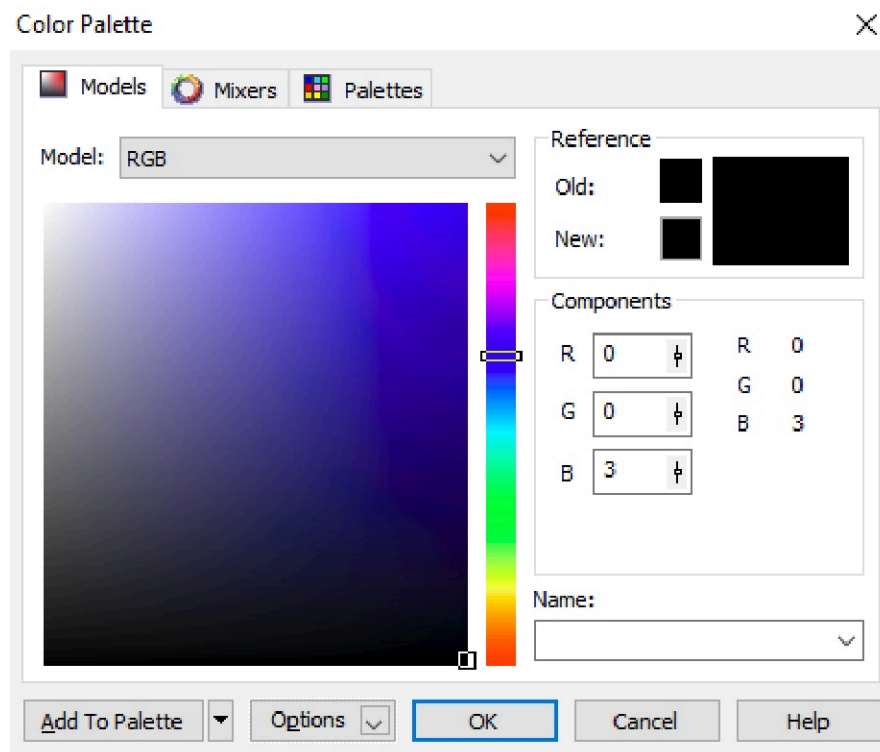 Color Palette
Models Mixers Palettes
Model: RGB
Reference
Old:
New:
Components
R 0 R 0
G 0 G 0
B 3 B 3
Name:
Add To Palette Options OK Cancel Help